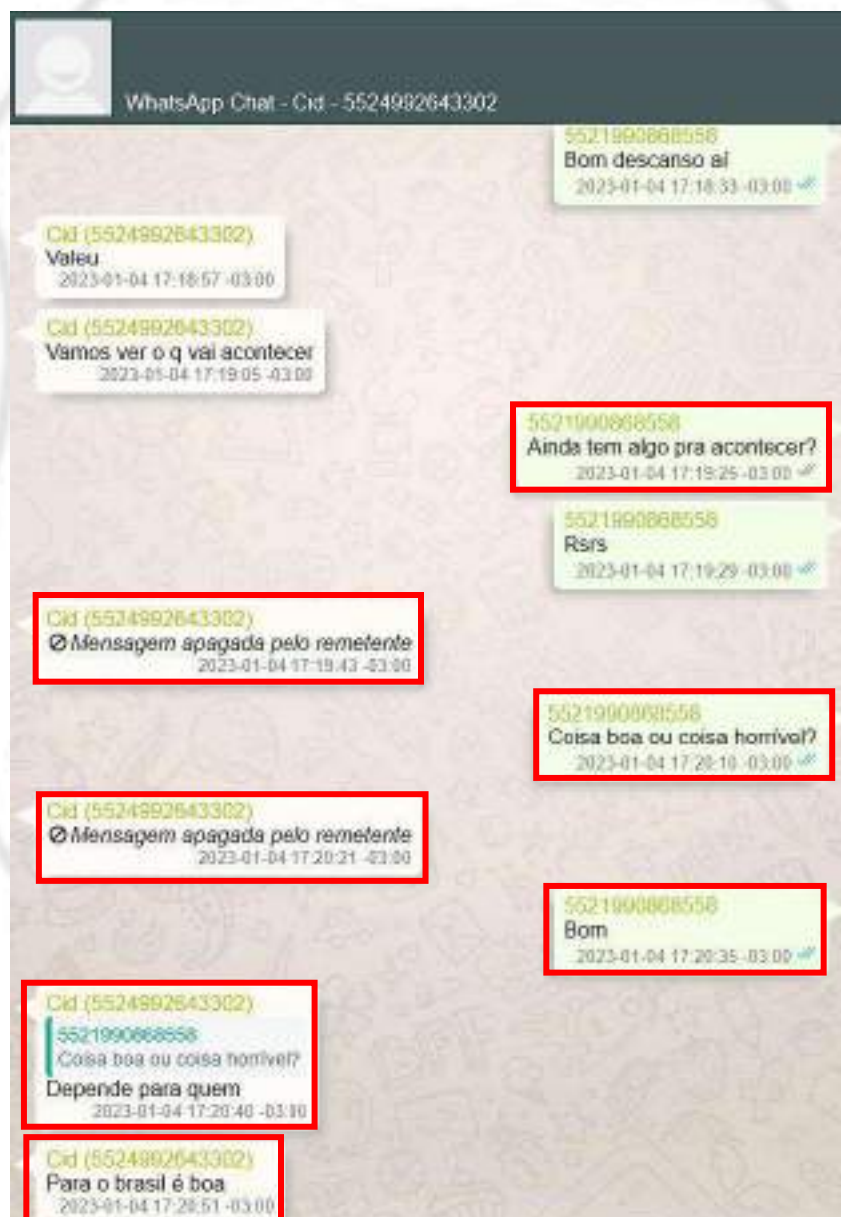 WhatsApp Chat - Cid - 5524992643302
5521990868558
Bom descanso aí
2023-01-04 17:18:33 -03:00
Cid (5524992643302)
Valeu
2023-01-04 17:18:57 -03:00
Cid (5524992643302)
Vamos ver o q vai acontecer
2023-01-04 17:19:05 -03:00
5521990868558
Ainda tem algo pra acontecer?
2023-01-04 17:19:25 -03:00
5521990868558
Rsrs
2023-01-04 17:19:29 -03:00
Cid (5524992643302)
Mensagem apagada pelo remetente
2023-01-04 17:19:43 -03:00
5521990868558
Coisa boa ou coisa horrível?
2023-01-04 17:20:10 -03:00
Cid (5524992643302)
Mensagem apagada pelo remetente
2023-01-04 17:20:21 -03:00
5521990868558
Bom
2023-01-04 17:20:35 -03:00
Cid (5524992643302)
5521990868558
Coisa boa ou coisa horrível?
Depende para quem
2023-01-04 17:20:40 -03:00
Cid (5524992643302)
Para o brasil é boa
2023-01-04 17:20:51 -03:00